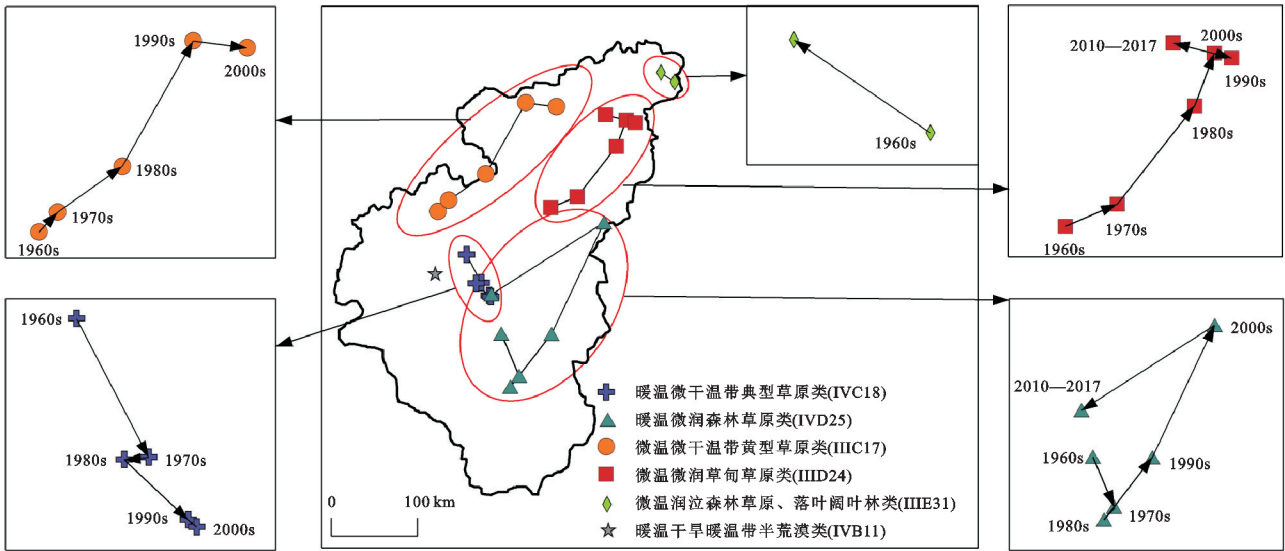 1990s
2000s
1980s
1970s
1960s
1960s
2010—2017
2000s
1990s
1980s
1970s
1960s
1960s
1980s
1970s
1990s
2000s
暖温微干温带典型草原类(IVC18)
暖温微润森林草原类(IVD25)
微温微干温带黄型草原类(IIIC17)
微温微润草甸草原类(IIID24)
微温润泣森林草原、落叶阔叶林类(IIIE31)
暖温干旱暖温带半荒漠类(IVB11)
0
100 km
2000s
2010—2017
1960s
1990s
1970s
1980s